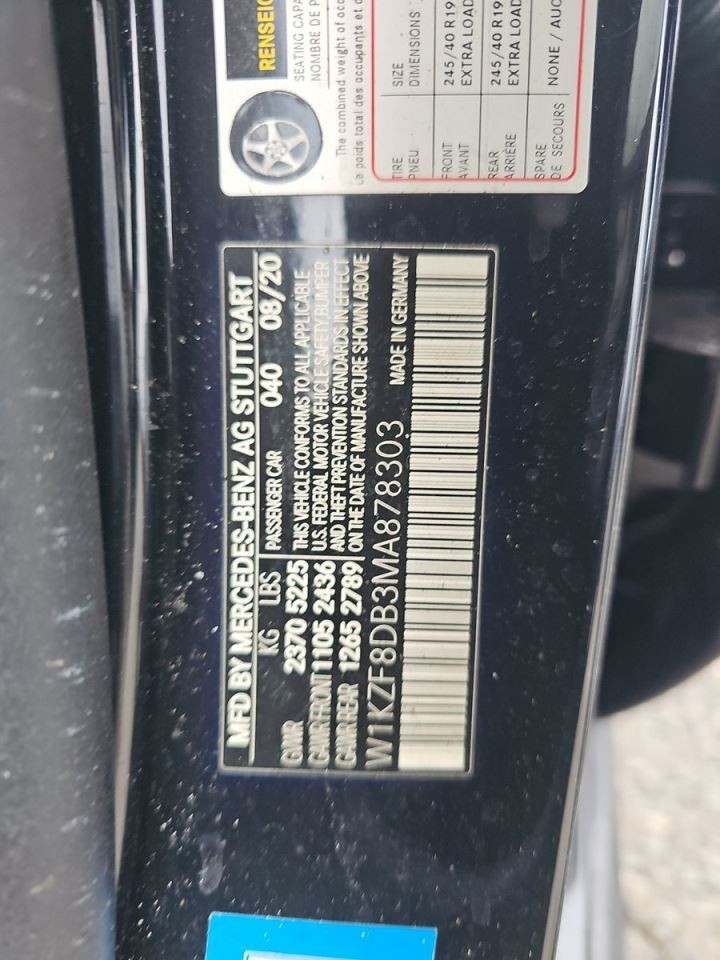 RENSEIG
SEATING CAPA
NOMBRE DE P
The combined weight of occ
Le poids total des occupants et d
TIRE SIZE
PNEU DIMENSIONS
FRONT 245/40 R19
AVANT EXTRA LOAD
REAR 245/40 R19
ARRIÈRE EXTRA LOAD
SPARE NONE / AUC
DE SECOURS
MFD BY MERCEDES-BENZ AG STUTTGART
KG LBS PASSENGER CAR 040 08/20
GVWR 2370 5225 THIS VEHICLE CONFORMS TO ALL APPLICABLE
GAWR FRONT 1105 2436 U.S. FEDERAL MOTOR VEHICLE SAFETY/BUMPER
GAWR REAR 1265 2789 AND THEFT PREVENTION STANDARDS IN EFFECT
ON THE DATE OF MANUFACTURE SHOWN ABOVE
W1KZF8DB3MA878303 MADE IN GERMANY